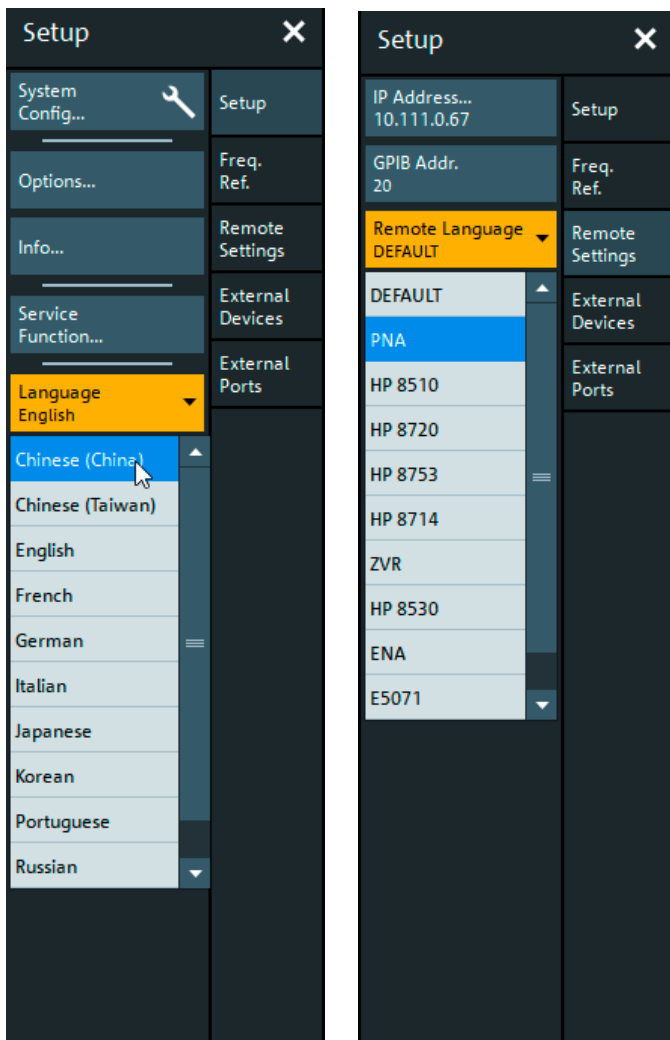 Setup
System
Config...
Options...
Info...
Service
Function...
Language
English
Chinese (China)
Chinese (Taiwan)
English
French
German
Italian
Japanese
Korean
Portuguese
Russian
Setup
Freq.
Ref.
Remote
Settings
External
Devices
External
Ports
Setup
IP Address...
10.111.0.67
GPIB Addr.
20
Remote Language
DEFAULT
DEFAULT
PNA
HP 8510
HP 8720
HP 8753
HP 8714
ZVR
HP 8530
ENA
E5071
Setup
Freq.
Ref.
Remote
Settings
External
Devices
External
Ports